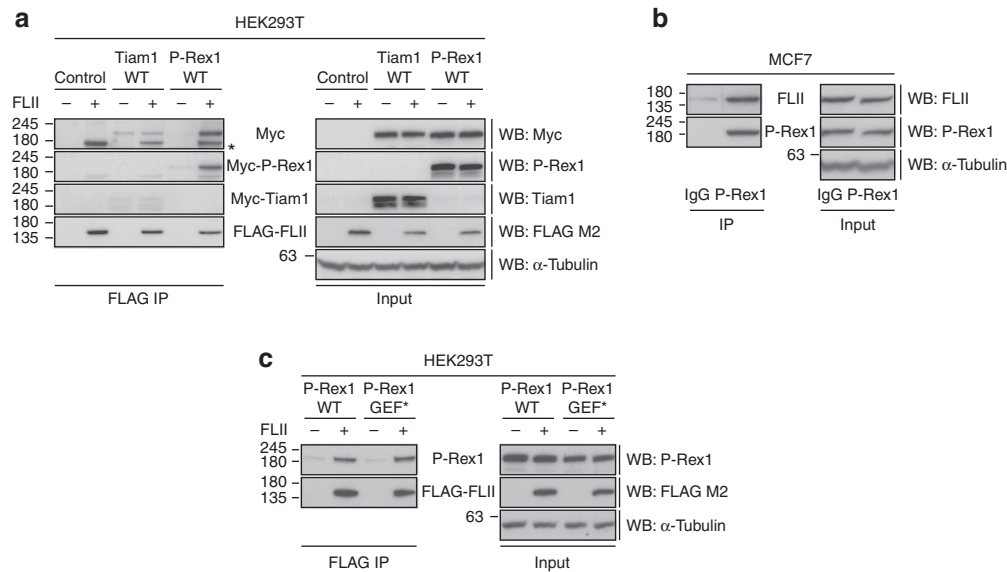 a
HEK293T
Control
Tiam1 WT
P-Rex1 WT
Control
Tiam1 WT
P-Rex1 WT
FLII − + − + − + − + − + − +
245
180
Myc
WB: Myc
*
245
180
Myc-P-Rex1
WB: P-Rex1
245
180
Myc-Tiam1
WB: Tiam1
180
135
FLAG-FLII
WB: FLAG M2
63
WB: α-Tubulin
FLAG IP
Input
b
MCF7
180
135
FLII
WB: FLII
245
180
P-Rex1
WB: P-Rex1
63
WB: α-Tubulin
IgG P-Rex1
IgG P-Rex1
IP
Input
c
HEK293T
P-Rex1 WT
P-Rex1 GEF*
P-Rex1 WT
P-Rex1 GEF*
FLII − + − + − + − +
245
180
P-Rex1
WB: P-Rex1
180
135
FLAG-FLII
WB: FLAG M2
63
WB: α-Tubulin
FLAG IP
Input